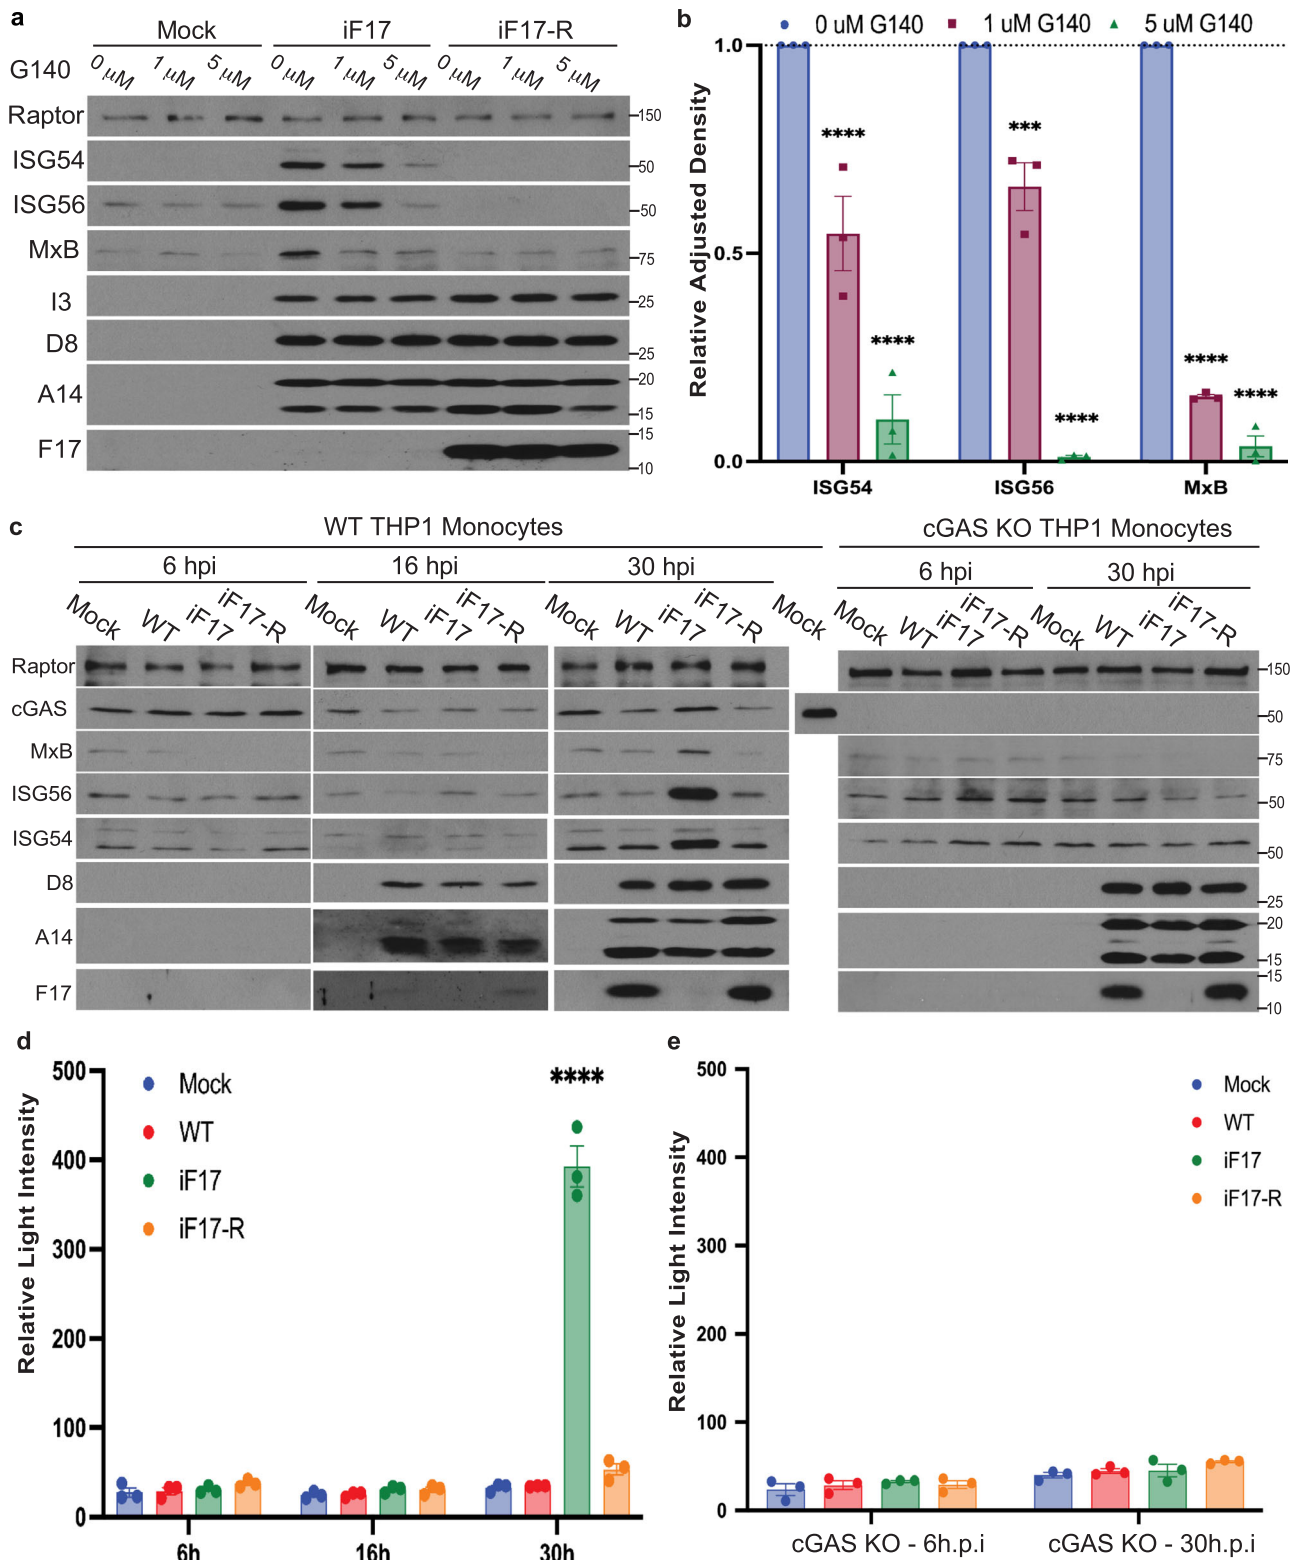 a
Mock iF17 iF17-R
G140 0 µM 1 µM 5 µM 0 µM 1 µM 5 µM 0 µM 1 µM 5 µM
Raptor 150
ISG54 50
ISG56 50
MxB 75
I3 25
D8 25
A14 20
15
F17 15
10
b
0 uM G140 1 uM G140 5 uM G140
Relative Adjusted Density
1.0
0.5
0.0
**** **** *** **** **** ****
ISG54 ISG56 MxB
c
WT THP1 Monocytes cGAS KO THP1 Monocytes
6 hpi 16 hpi 30 hpi 6 hpi 30 hpi
Mock WT iF17 iF17-R Mock WT iF17 iF17-R Mock WT iF17 iF17-R Mock Mock WT iF17 iF17-R Mock WT iF17 iF17-R
Raptor 150
cGAS 50
MxB 75
ISG56 50
ISG54 50
D8 25
A14 20
15
F17 15
10
d
Relative Light Intensity
500
400
300
200
100
0
Mock
WT
iF17
iF17-R
****
6h 16h 30h
e
Relative Light Intensity
500
400
300
200
100
0
Mock
WT
iF17
iF17-R
cGAS KO - 6h.p.i cGAS KO - 30h.p.i